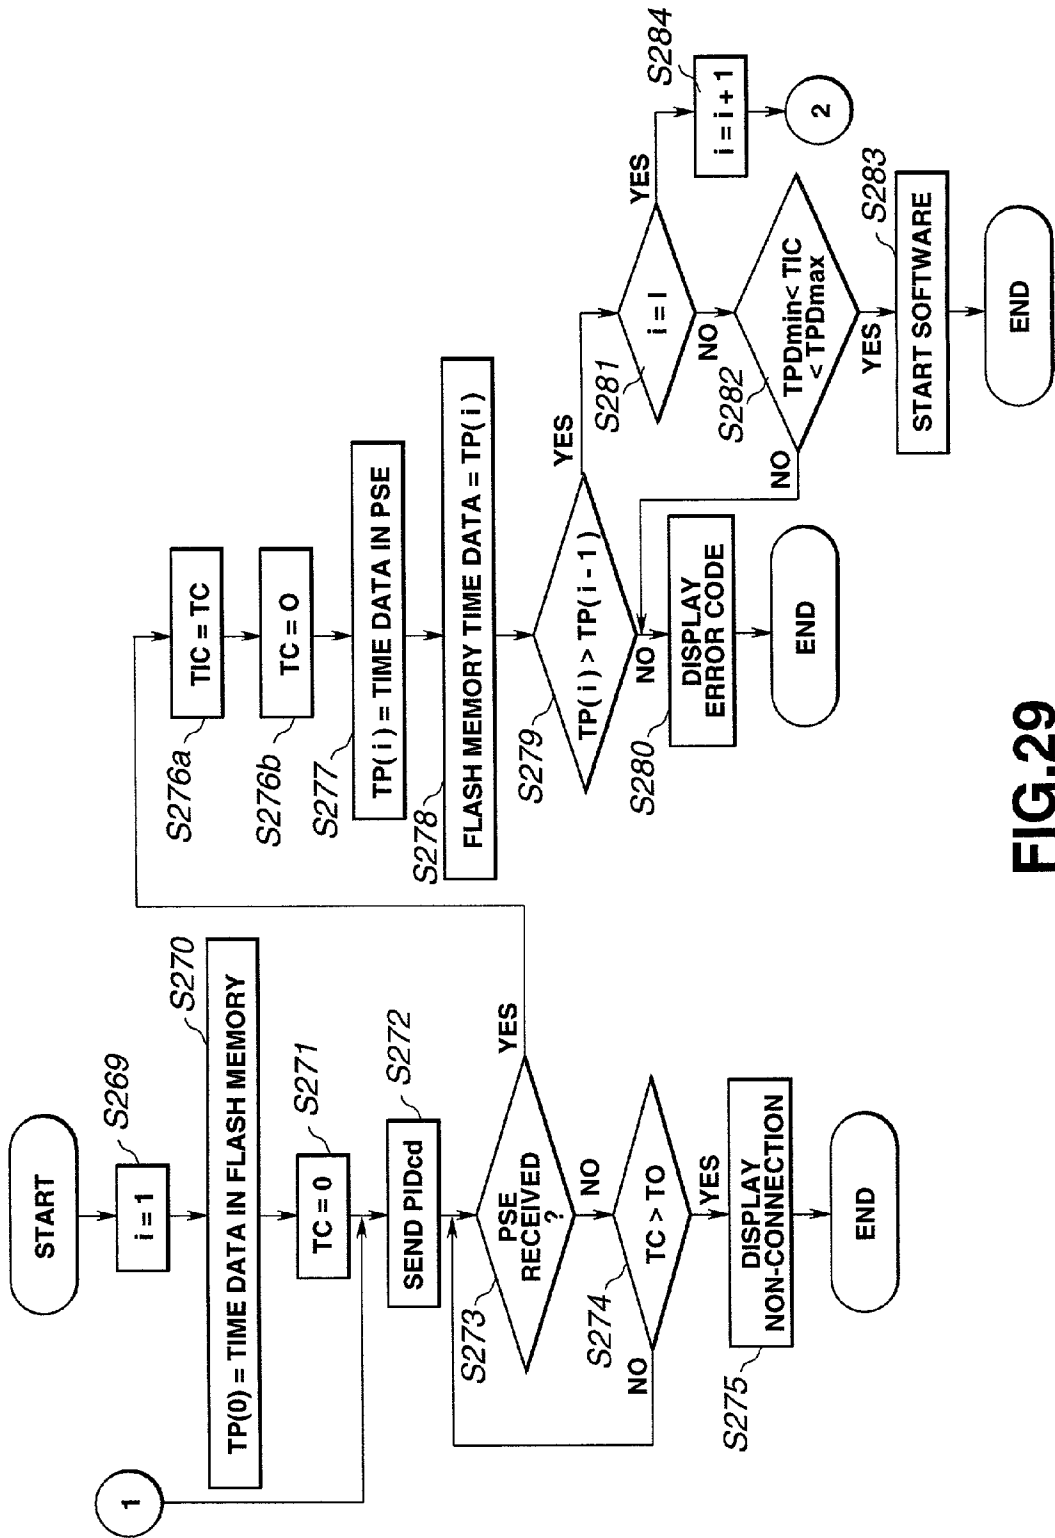 START
i = 1
S269
TP(0) = TIME DATA IN FLASH MEMORY
S270
1
TC = 0
S271
SEND PIDcd
S272
PSE
RECEIVED
?
S273
YES
NO
TC > TO
S274
NO
YES
DISPLAY
NON-CONNECTION
S275
END
TIC = TC
S276a
TC = O
S276b
TP( i ) = TIME DATA IN PSE
S277
FLASH MEMORY TIME DATA = TP( i )
S278
TP( i ) > TP( i - 1 )
S279
YES
NO
DISPLAY
ERROR CODE
S280
END
i = I
S281
YES
NO
i = i + 1
S284
2
TPDmin< TIC
< TPDmax
S282
NO
YES
START SOFTWARE
S283
END
FIG.29